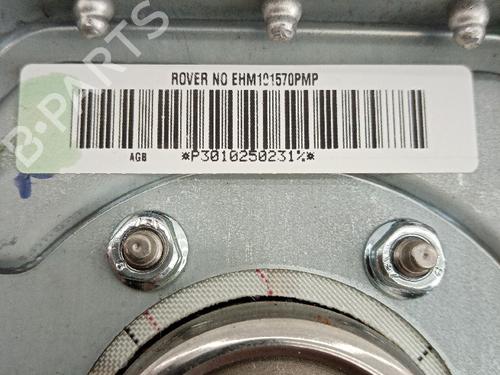 B-PARTS
ROVER NO EHM101570PMP
AGB
*P3010250231%*